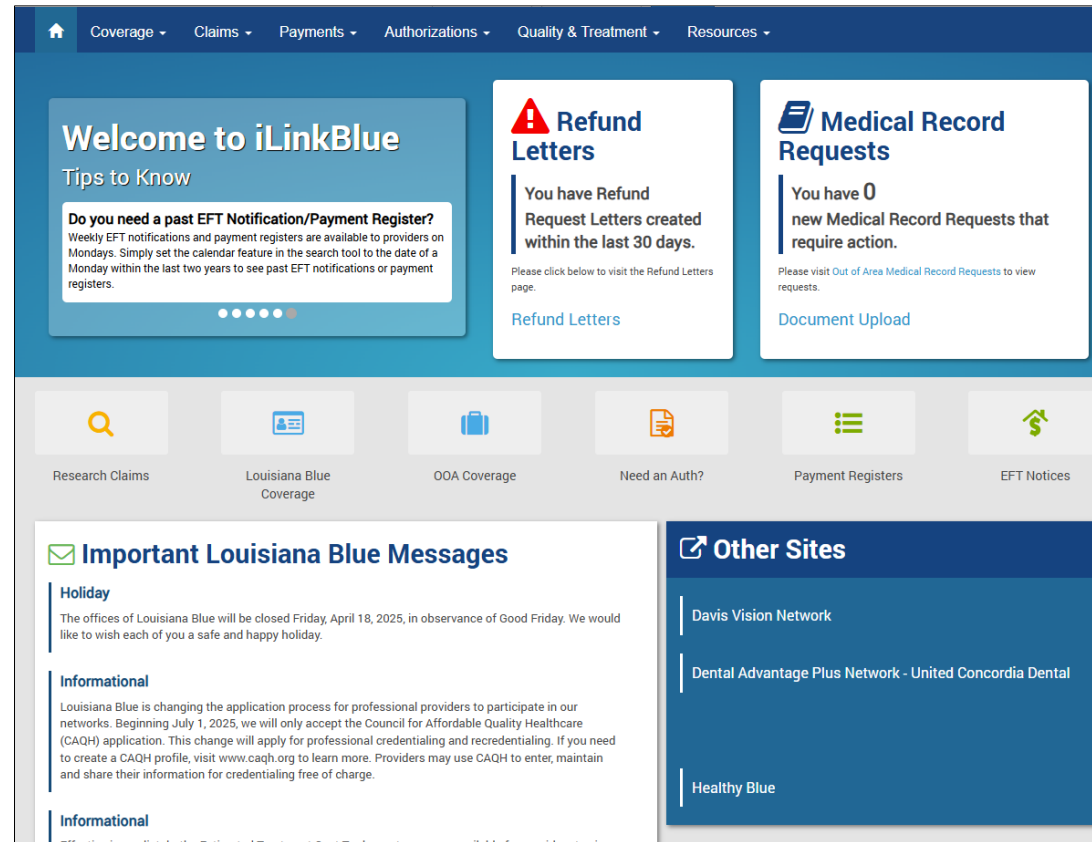 Coverage
Claims
Payments
Authorizations
Quality & Treatment
Resources
Welcome to iLinkBlue
Tips to Know
Do you need a past EFT Notification/Payment Register?
Weekly EFT notifications and payment registers are available to providers on
Mondays. Simply set the calendar feature in the search tool to the date of a
Monday within the last two years to see past EFT notifications or payment
registers.
Refund
Letters
You have Refund
Request Letters created
within the last 30 days.
Please click below to visit the Refund Letters
page.
Refund Letters
Medical Record
Requests
You have 0
new Medical Record Requests that
require action.
Please visit Out of Area Medical Record Requests to view
requests.
Document Upload
Research Claims
Louisiana Blue
Coverage
OOA Coverage
Need an Auth?
Payment Registers
EFT Notices
Important Louisiana Blue Messages
Holiday
The offices of Louisiana Blue will be closed Friday, April 18, 2025, in observance of Good Friday. We would
like to wish each of you a safe and happy holiday.
Informational
Louisiana Blue is changing the application process for professional providers to participate in our
networks. Beginning July 1, 2025, we will only accept the Council for Affordable Quality Healthcare
(CAQH) application. This change will apply for professional credentialing and recredentialing. If you need
to create a CAQH profile, visit www.caqh.org to learn more. Providers may use CAQH to enter, maintain
and share their information for credentialing free of charge.
Informational
Other Sites
Davis Vision Network
Dental Advantage Plus Network - United Concordia Dental
Healthy Blue